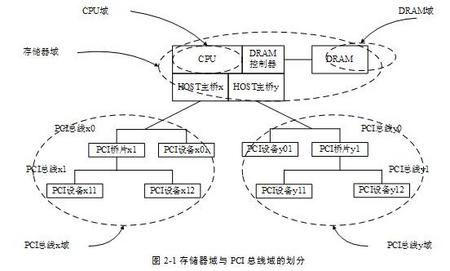 CPU域
DRAM域
存储器域
CPU
DRAM
控制器
DRAM
HOST主桥x
HOST主桥y
PCI总线x0
PCI总线y0
PCI桥片x1
PCI设备x01
PCI设备y01
PCI桥片y1
PCI总线x1
PCI总线y1
PCI设备x11
PCI设备x12
PCI设备y11
PCI设备y12
PCI总线x域
PCI总线y域
图 2-1 存储器域与 PCI 总线域的划分